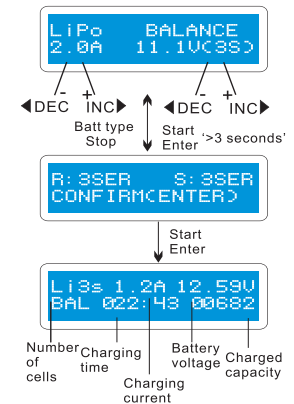 LiPo BALANCE
2.0A 11.1V(3S)
- + - +
◀DEC INC▶ ◀DEC INC▶
Batt type
Stop
Start
Enter '>3 seconds'
R:3SER S:3SER
CONFIRM(ENTER)
Start
Enter
Li3s 1.2A 12.59V
BAL 022:43 00682
Number
of
cells
Charging
time
Charging
current
Battery
voltage
Charged
capacity